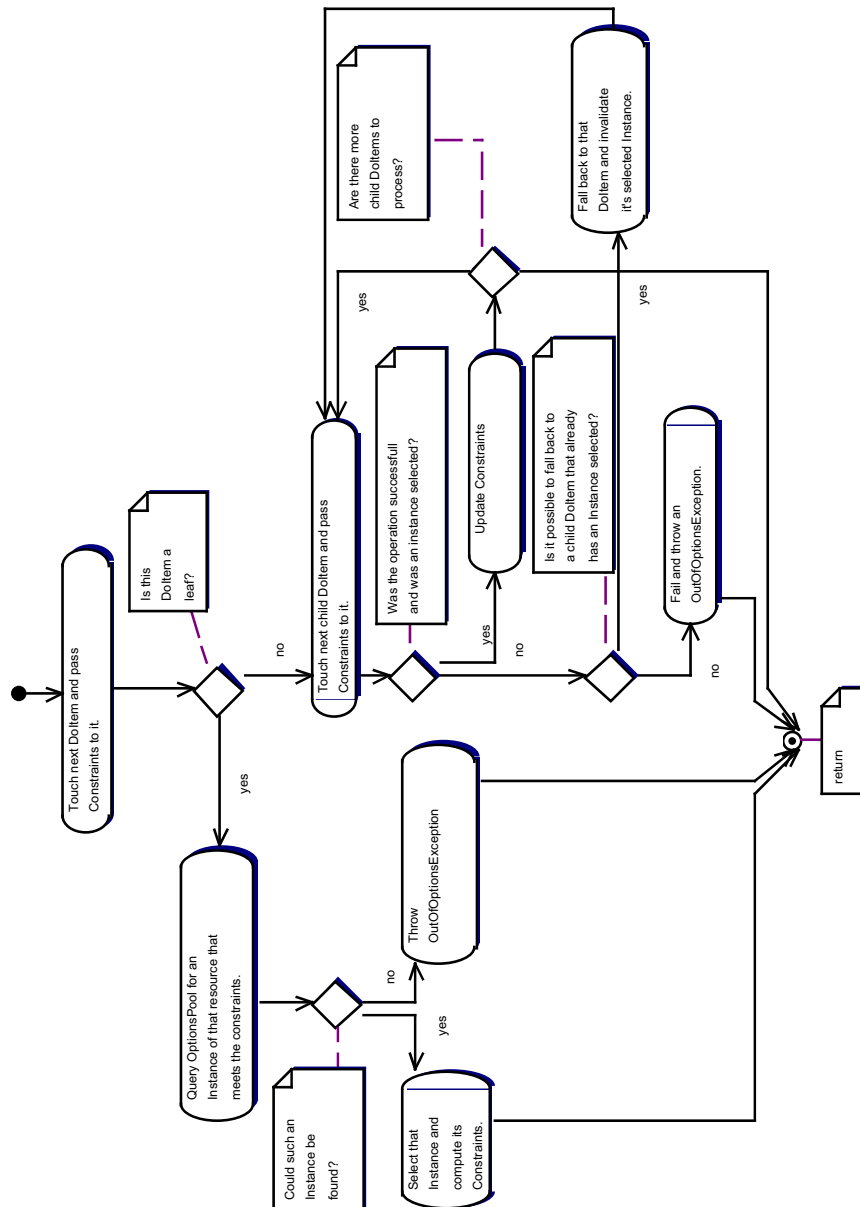 Touch next DoItem and pass
Constraints to it.
Is this
DoItem a
leaf?
yes
no
Query OptionsPool for an
Instance of that resource that
meets the constraints.
Could such an
Instance be
found?
yes
no
Select that
Instance and
compute its
Constraints.
Throw
OutOfOptionsException
Touch next child DoItem and pass
Constraints to it.
Was the operation successfull
and was an instance selected?
yes
no
Update Constraints
Are there more
child DoItems to
process?
yes
Is it possible to fall back to
a child DoItem that already
has an Instance selected?
yes
no
Fall back to that
DoItem and invalidate
it's selected Instance.
Fail and throw an
OutOfOptionsException.
return